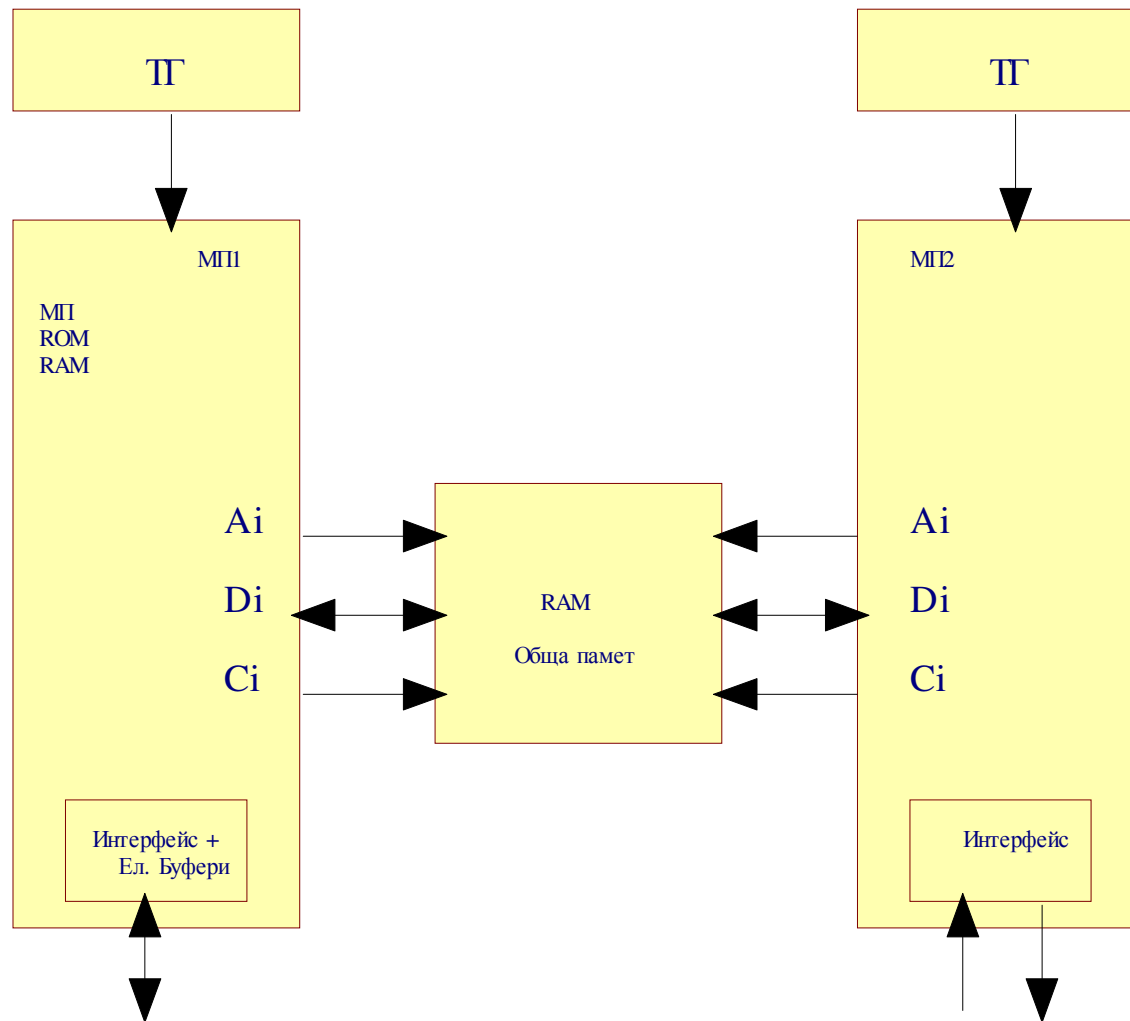 ТГ
ТГ
МП1
МП
ROM
RAM
Ai
Di
Ci
Интерфейс +
Ел. Буфери
RAM
Обща памет
МП2
Ai
Di
Ci
Интерфейс